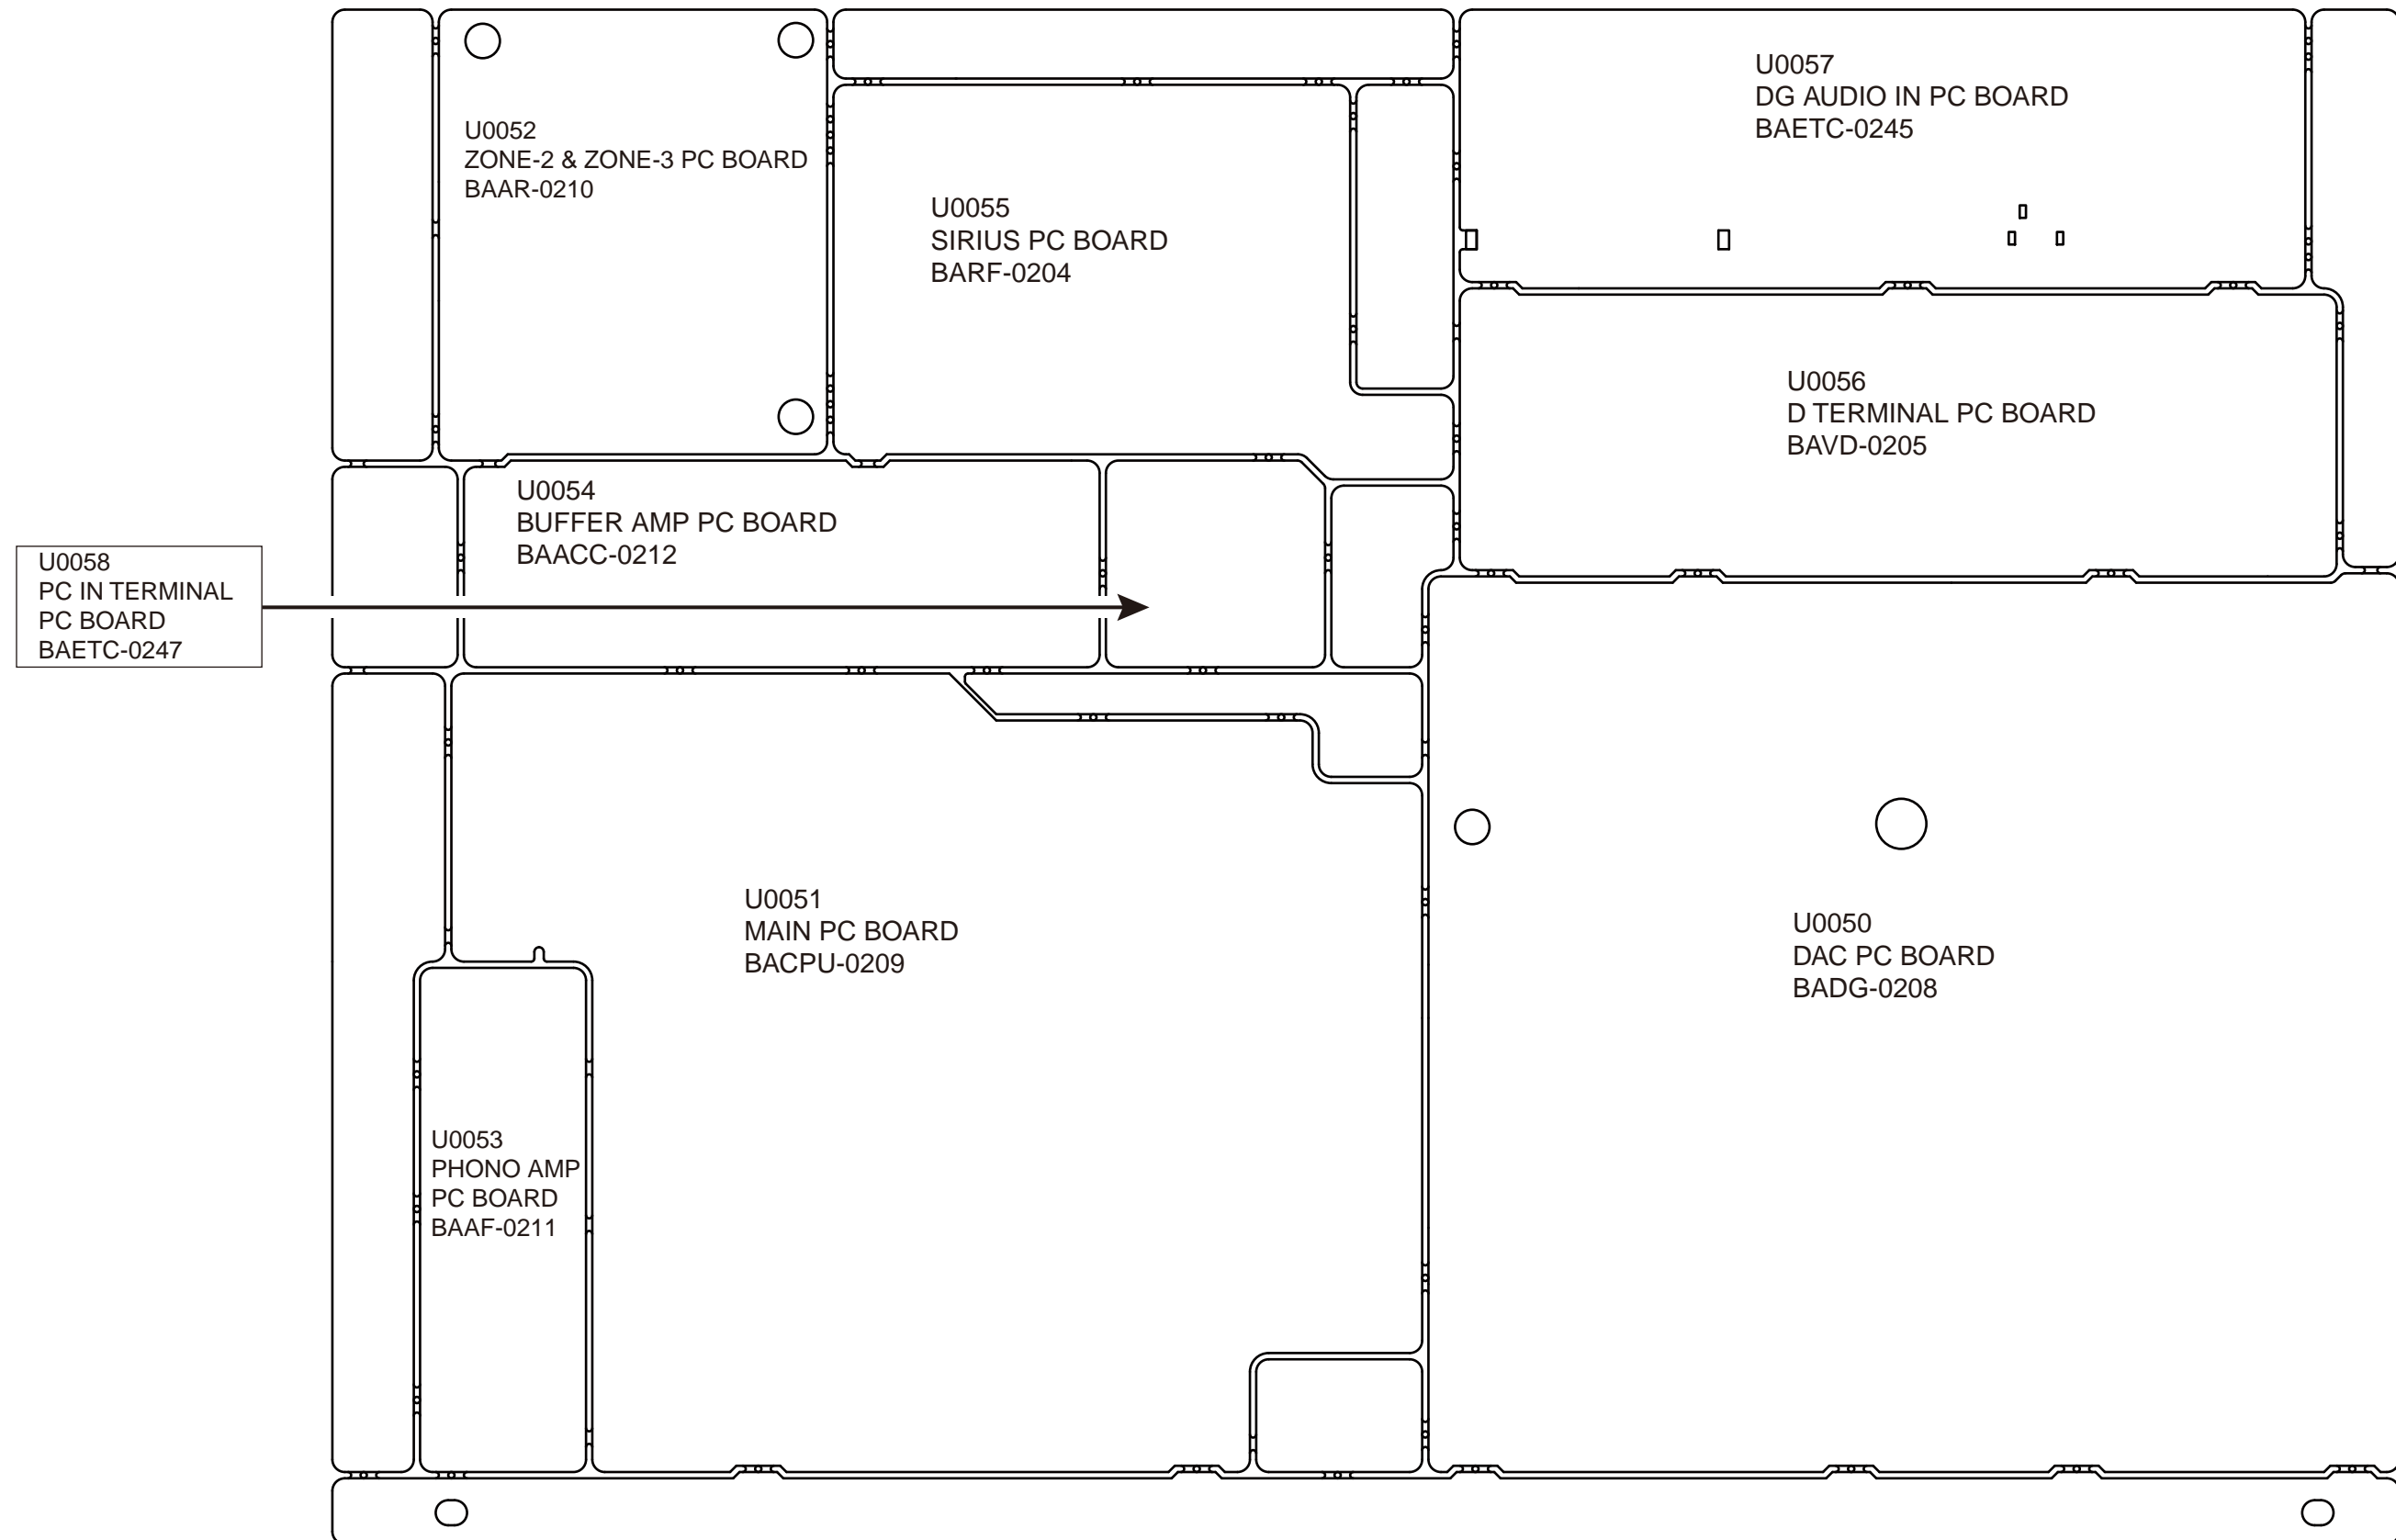 U0052
ZONE-2 & ZONE-3 PC BOARD
BAAR-0210
U0055
SIRIUS PC BOARD
BARF-0204
U0057
DG AUDIO IN PC BOARD
BAETC-0245
U0056
D TERMINAL PC BOARD
BAVD-0205
U0054
BUFFER AMP PC BOARD
BAACC-0212
U0058
PC IN TERMINAL
PC BOARD
BAETC-0247
U0051
MAIN PC BOARD
BACPU-0209
U0050
DAC PC BOARD
BADG-0208
U0053
PHONO AMP
PC BOARD
BAAF-0211